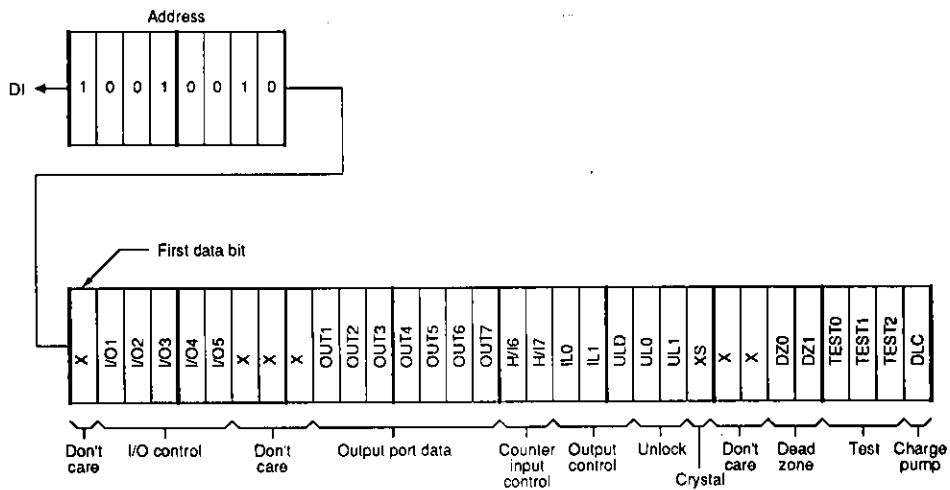 Address
DI
1 0 0 1 0 0 1 0
First data bit
X I/O1 I/O2 I/O3 I/O4 I/O5 X X X OUT1 OUT2 OUT3 OUT4 OUT5 OUT6 OUT7 H/I6 H/I7 IL0 IL1 ULD UL0 UL1 XS X X DZ0 DZ1 TEST0 TEST1 TEST2 DLC
Don't care
I/O control
Don't care
Output port data
Counter input control
Output control
Unlock
Crystal
Don't care
Dead zone
Test
Charge pump